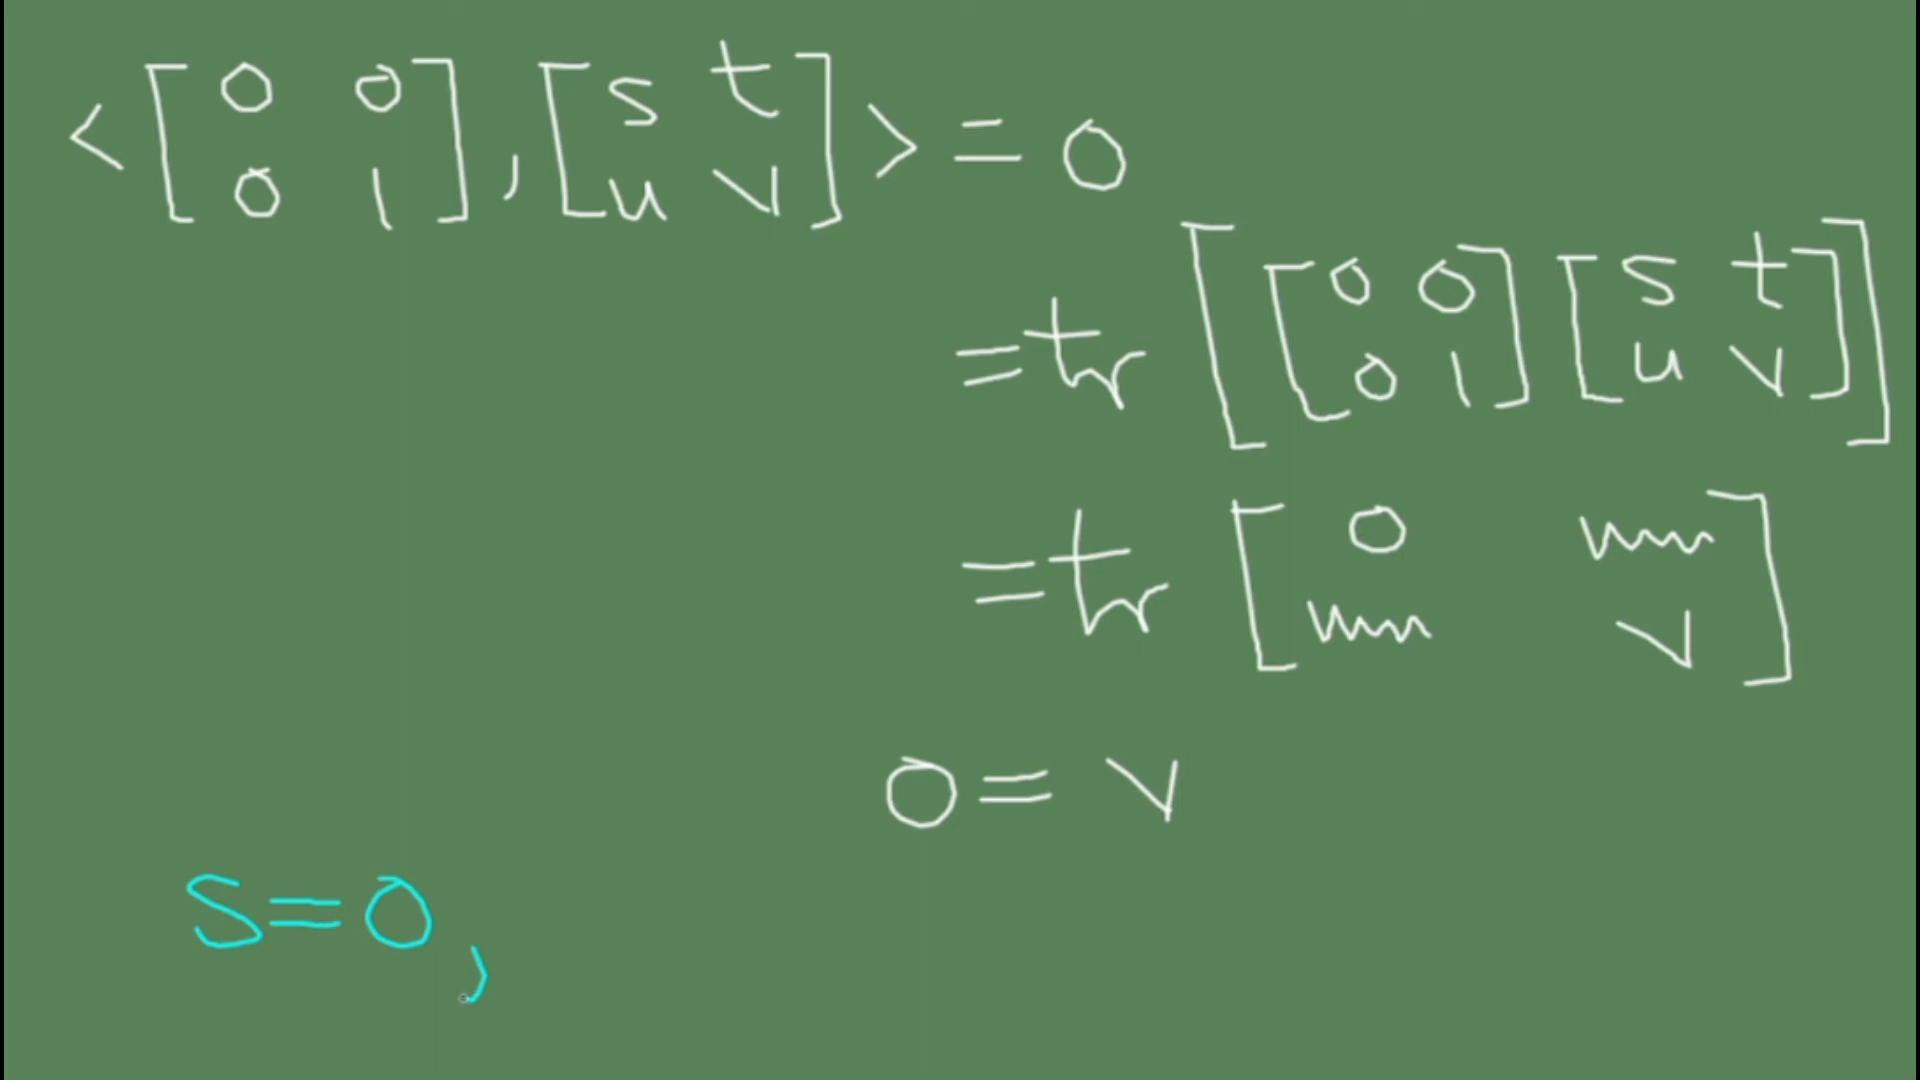 < [ 0 0 ] , [ s t ] > = 0
[ 0 1 ] [ u v ]
= tr [ [ 0 0 ] [ s t ] ]
[ 0 1 ] [ u v ]
= tr [ 0 ]
[ v ]
0 = v
s = 0 ,